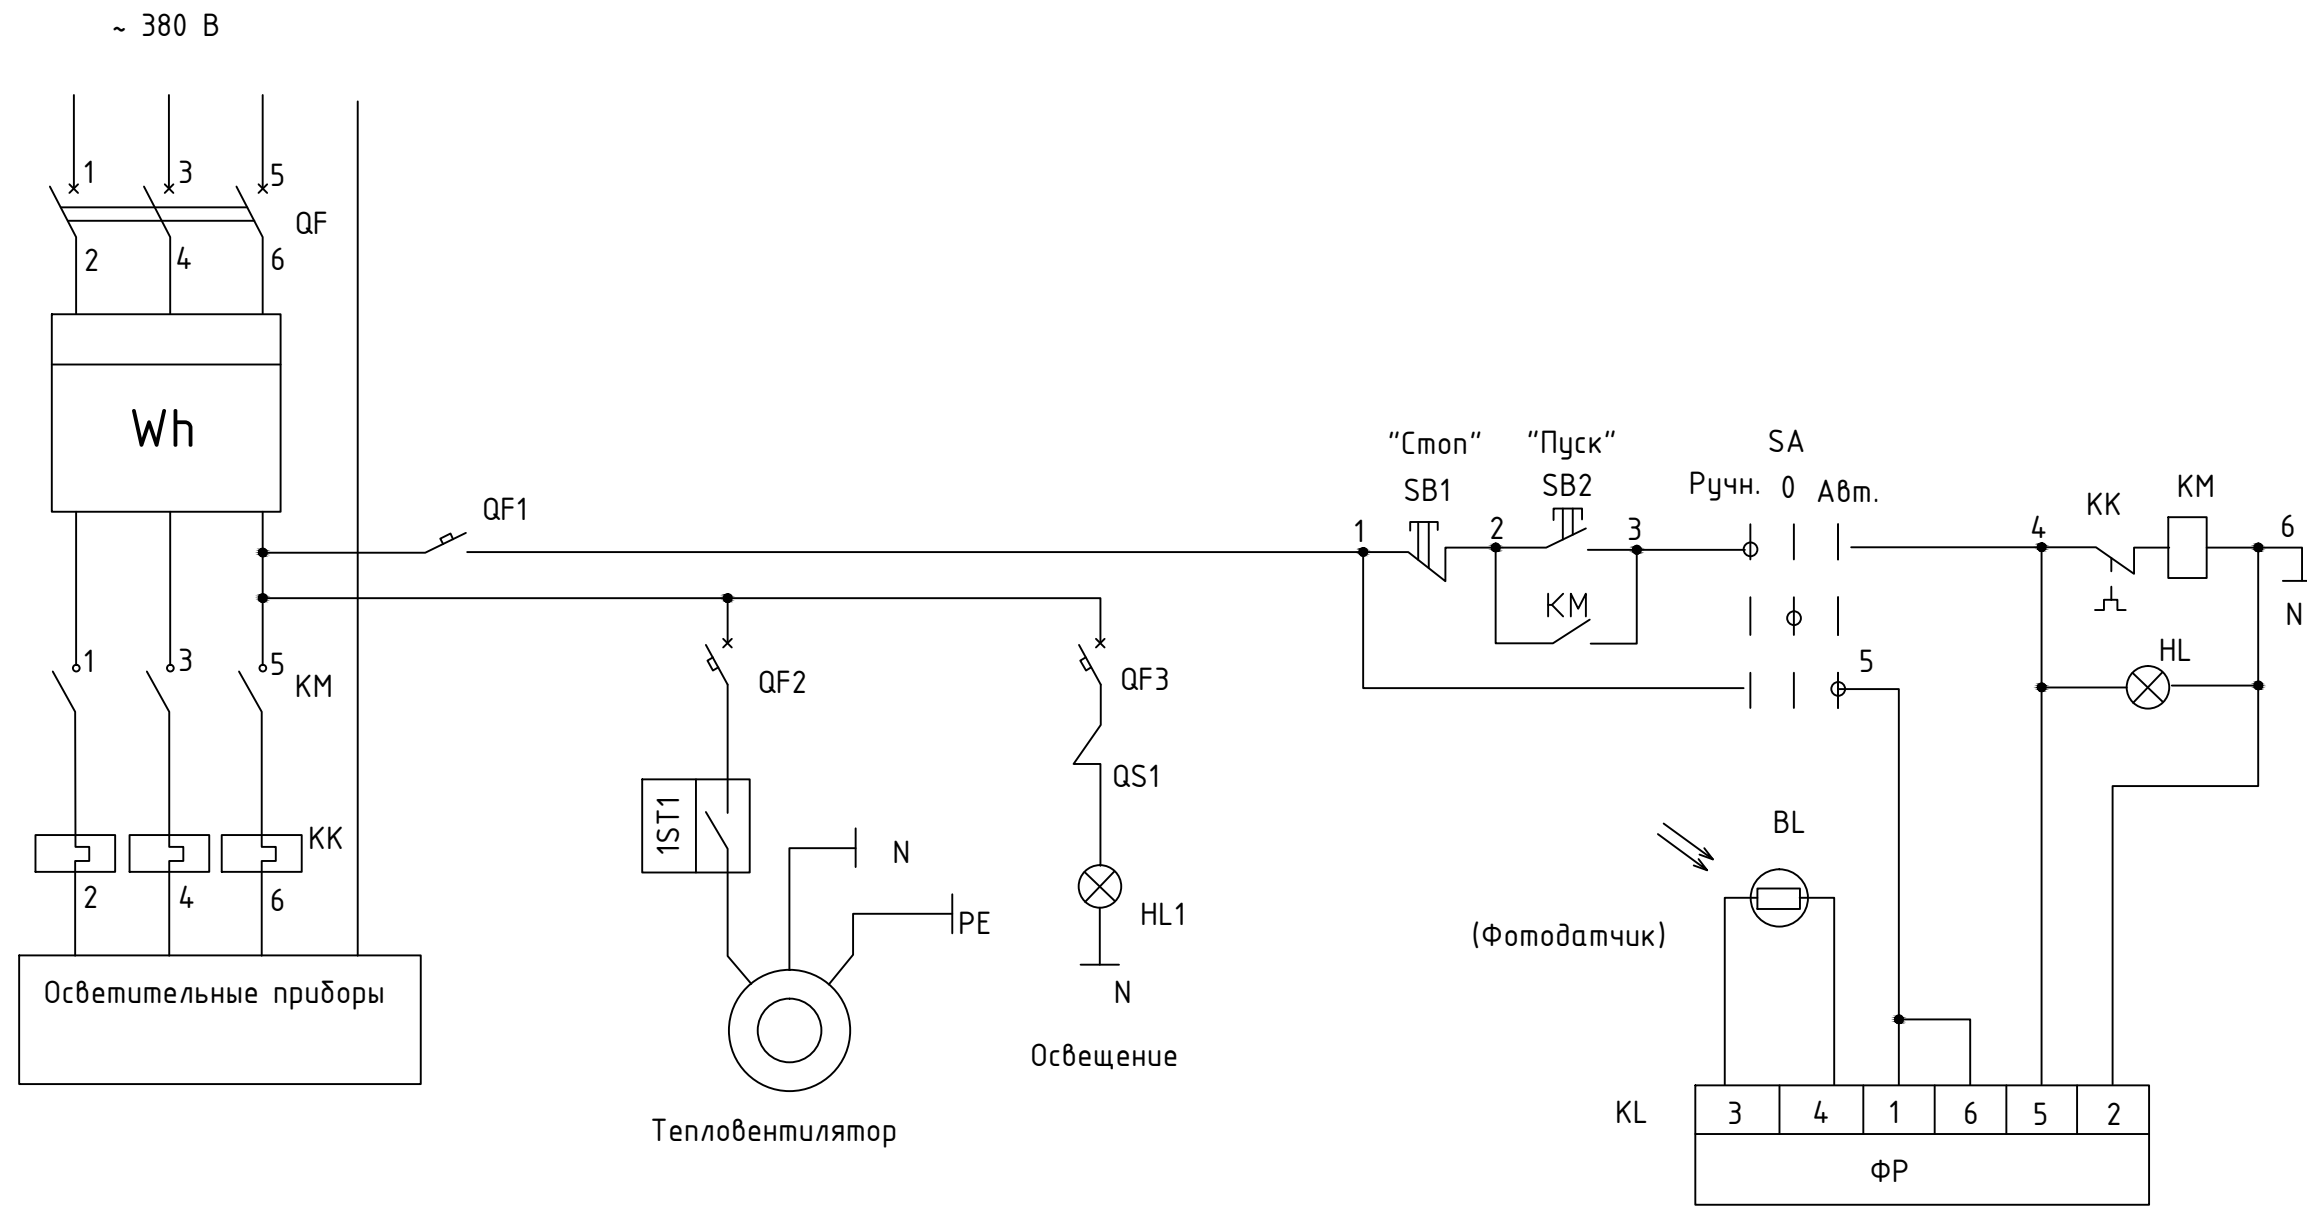 ~ 380 В
1
3
5
QF
2
4
6
Wh
QF1
"Стоп"
"Пуск"
SA
SB1
SB2
Ручн.
0
Авт.
KK
KM
1
2
3
4
6
KM
N
5
HL
1
3
5
KM
QF2
QF3
QS1
1ST1
KK
BL
N
2
4
6
PE
HL1
(Фотодатчик)
Осветительные приборы
N
Освещение
KL
3
4
1
6
5
2
Тепловентилятор
ФР